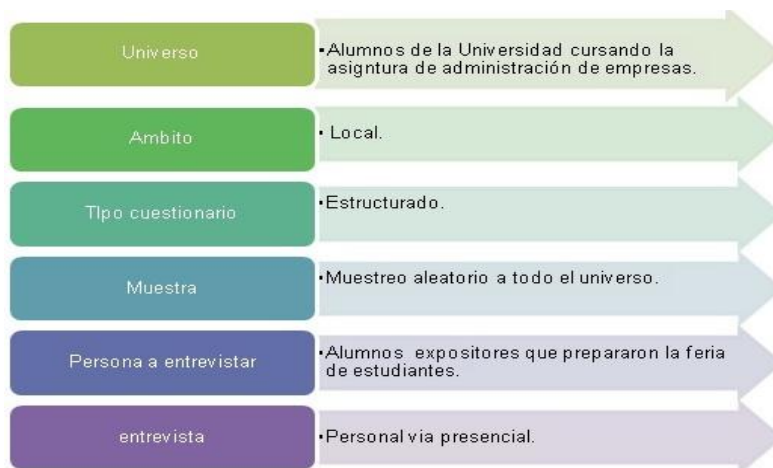 Universo
•Alumnos de la Universidad cursando la
asigntura de administración de empresas.
Ambito
• Local.
TIpo cuestionario
•Estructurado.
Muestra
•Muestreo aleatorio a todo el universo.
Persona a entrevistar
•Alumnos expositores que prepararon la feria
de estudiantes.
entrevista
•Personal via presencial.